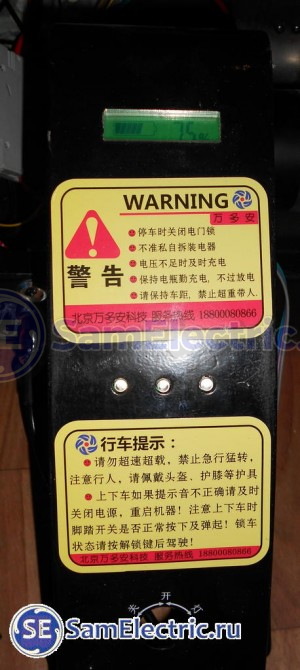 WARNING
万多安
警告
●停车时关闭电门锁
●不准私自拆装电器
●电压不足时及时充电
●保持电瓶勤充电，不过放电
●请保持车距，禁止超重带人.
北京万多安科技 服务热线 18800080866
SE SamElectric.ru
行车提示：
●请勿超速超载，禁止急行猛转，
注意行人，请佩戴头盔、护膝等护具
●上下车如果提示音不正确请及时
关闭电源，重启机器！注意上下车时
脚踏开关是否正常按下及弹起！锁车
状态请按解锁键后驾驶！
北京万多安科技 服务热线 18800080866
关 开
SE SamElectric.ru